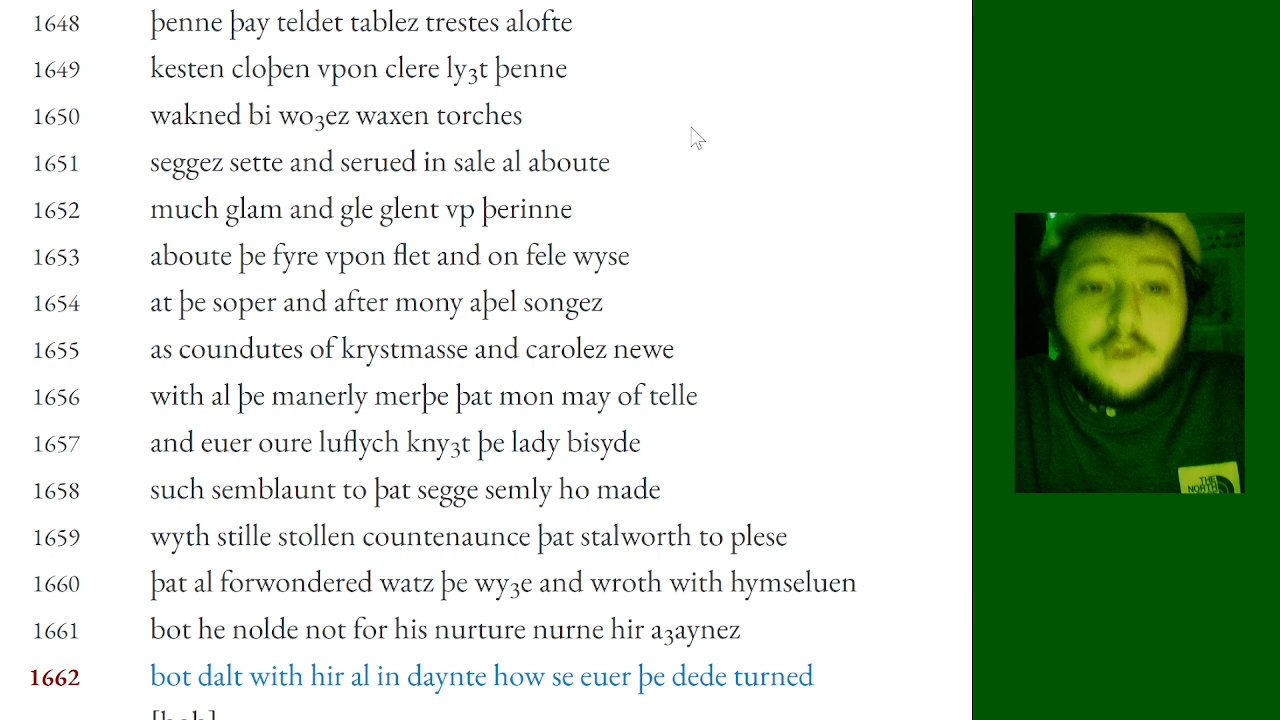 1648 þenne þay teldet tablez trestes alofte
1649 kesten cloþen vpon clere lyȝt þenne
1650 wakned bi woȝez waxen torches
1651 seggez sette and serued in sale al aboute
1652 much glam and gle glent vp þerinne
1653 aboute þe fyre vpon flet and on fele wyse
1654 at þe soper and after mony aþel songez
1655 as coundutes of krystmasse and carolez newe
1656 with al þe manerly merþe þat mon may of telle
1657 and euer oure luflych knyȝt þe lady bisyde
1658 such semblaunt to þat segge semly ho made
1659 wyth stille stollen countenaunce þat stalworth to plese
1660 þat al forwondered watz þe wyȝe and wroth with hymseluen
1661 bot he nolde not for his nurture nurne hir aȝaynez
1662 bot dalt with hir al in daynte how se euer þe dede turned
THE
NORTH